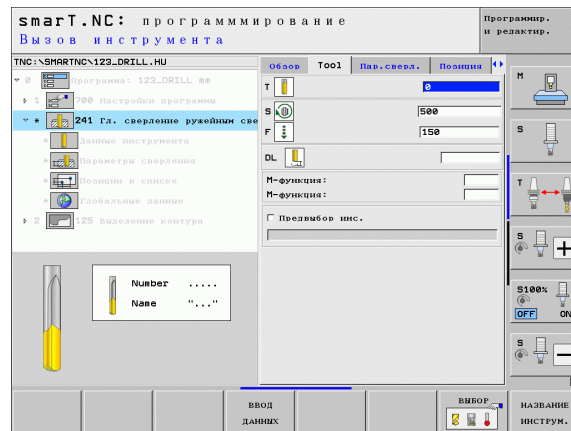 smarT.NC: программмирование
Программир.
и редактир.
Вызов инструмента
TNC:\SMARTNC\123_DRILL.HU
0 Программа: 123_DRILL мм
1 700 Настройки программы
* 241 Гл. сверление ружейным све
* Данные инструмента
* Параметры сверления
* Позиции в списке
* Глобальные данные
2 125 Выделение контура
Обзор Tool Пар.сверл. Позиция
T 0
S 500
F 150
DL
M-функция:
M-функция:
Предвыбор инс.
Number .....
Name "..."
M
S
T
S
S100%
OFF ON
S
ВВОД
ДАННЫХ
ВЫБОР
НАЗВАНИЕ
ИНСТРУМ.